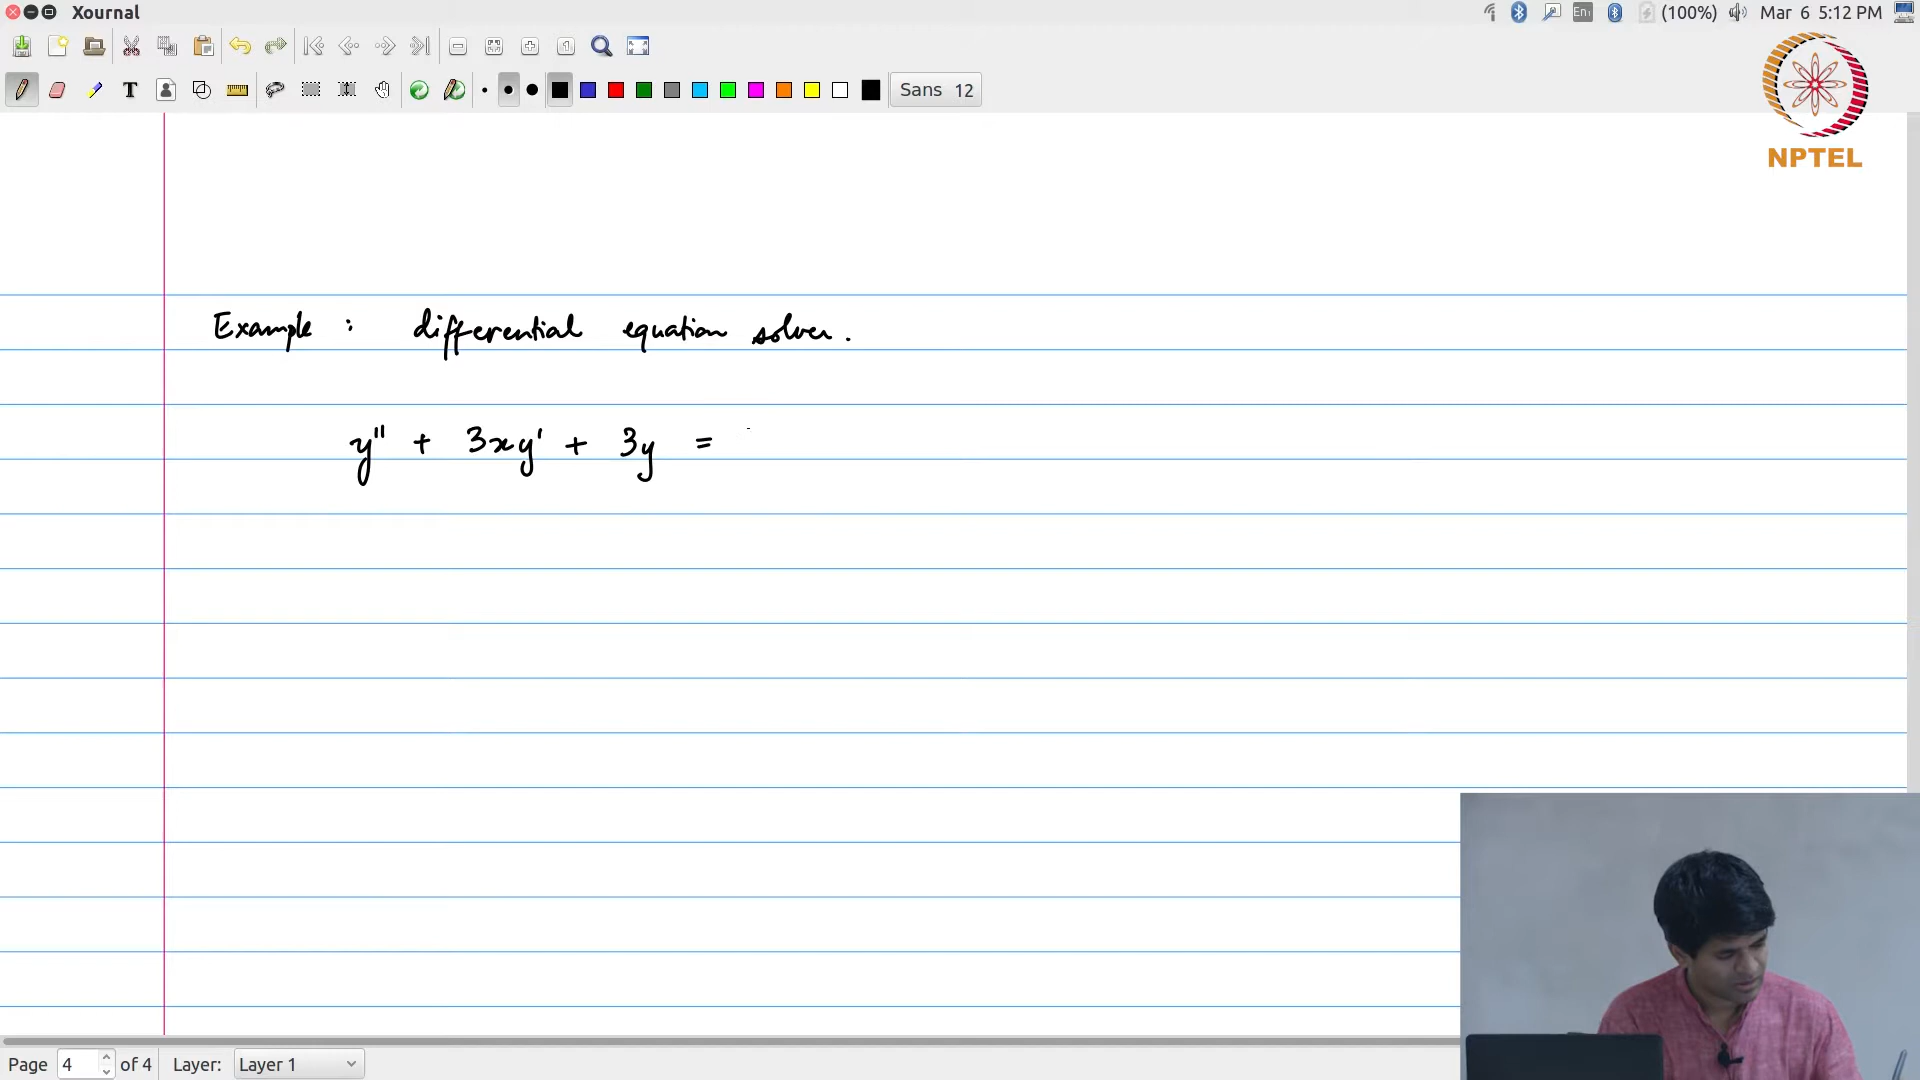 Xournal
En1
(100%)
Mar 6 5:12 PM
Sans 12
NPTEL
Example : differential equation solver.
y'' + 3xy' + 3y =
Page 4 of 4 Layer: Layer 1